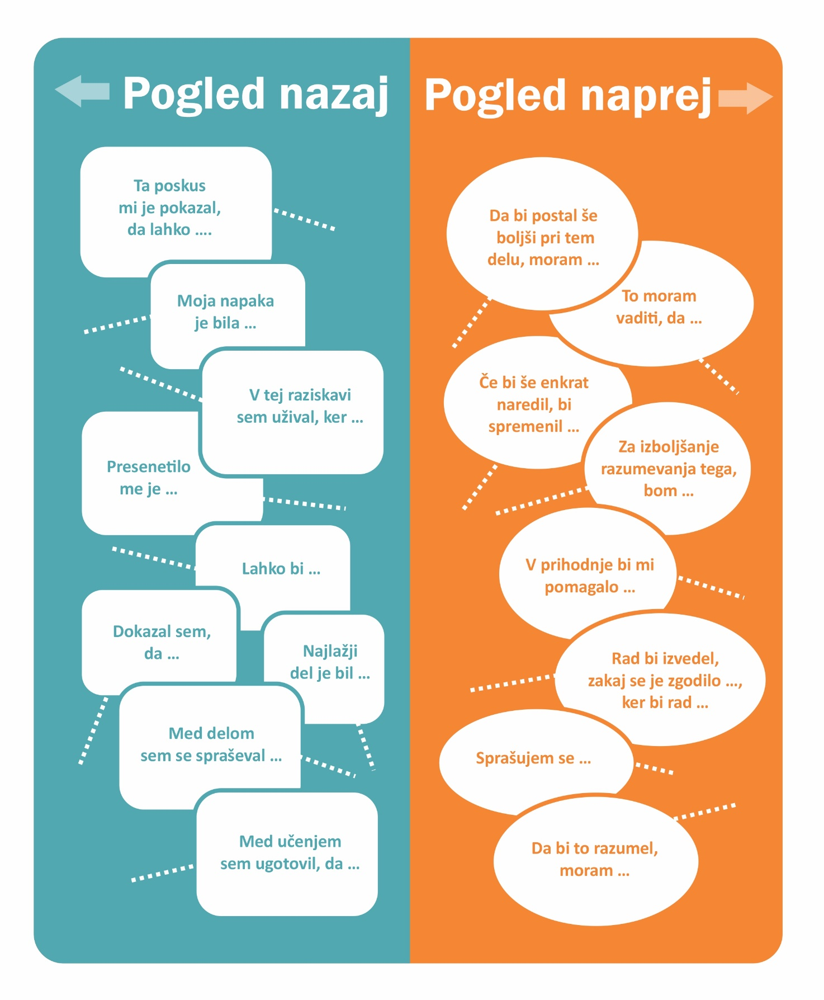 Pogled nazaj
Ta poskus
mi je pokazal,
da lahko ....
Moja napaka
je bila ...
V tej raziskavi
sem užival, ker ...
Presenetilo
me je ...
Lahko bi ...
Dokazal sem,
da ...
Najlažji
del je bil ...
Med delom
sem se spraševal ...
Med učenjem
sem ugotovil, da ...
Pogled naprej
Da bi postal še
boljši pri tem
delu, moram ...
To moram
vaditi, da ...
Če bi še enkrat
naredil, bi
spremenil ...
Za izboljšanje
razumevanja tega,
bom ...
V prihodnje bi mi
pomagalo ...
Rad bi izvedel,
zakaj se je zgodilo ...,
ker bi rad ...
Sprašujem se ...
Da bi to razumel,
moram ...